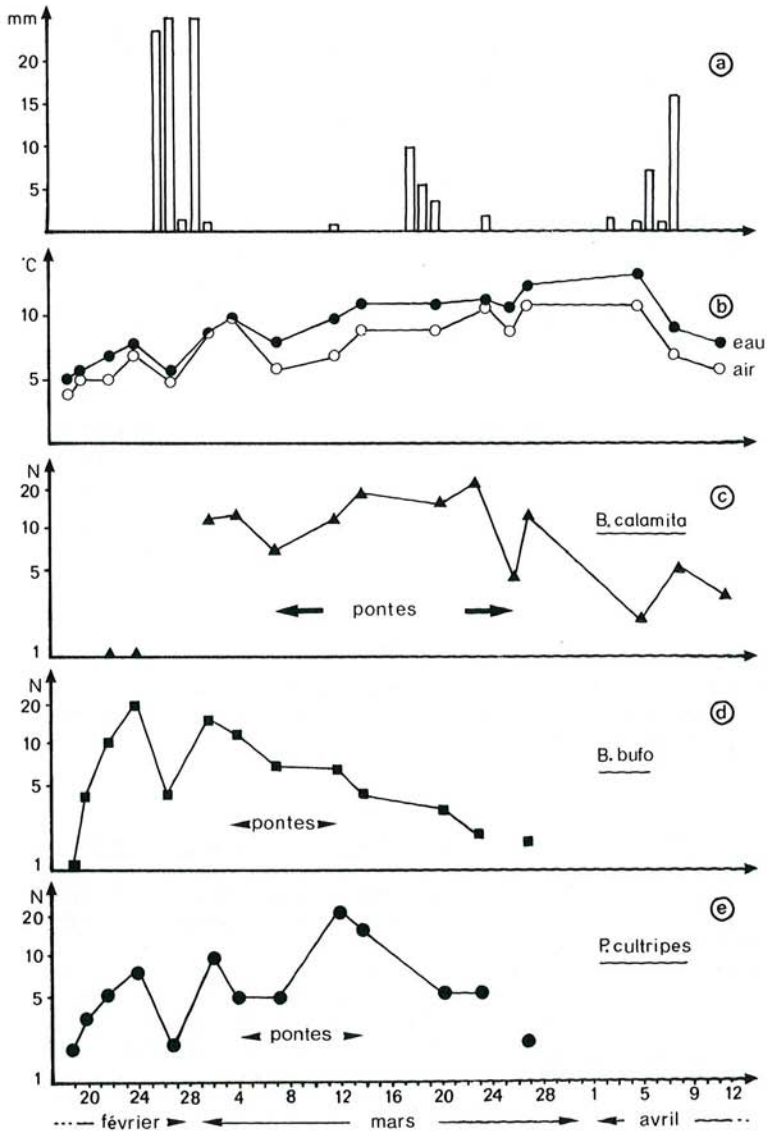 mm
20
15
10
5
a
°C
10
5
b
eau
air
N
20
10
5
1
c
B. calamita
pontes
N
20
10
5
1
d
B. bufo
pontes
N
20
10
5
1
e
P. cultripes
pontes
20 24 28 4 8 12 16 20 24 28 1 5 9 12
février mars avril